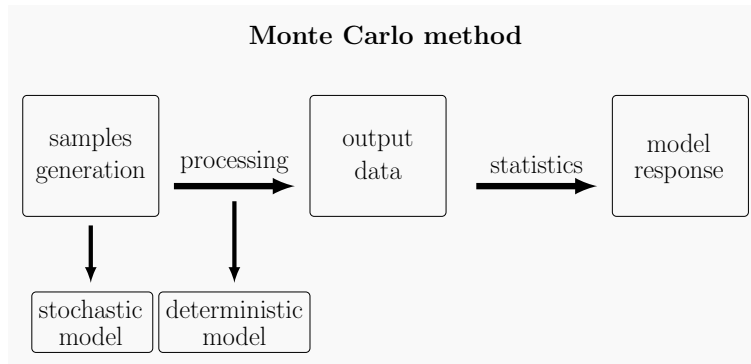 Monte Carlo method
samples
generation
processing
output
data
statistics
model
response
stochastic
model
deterministic
model